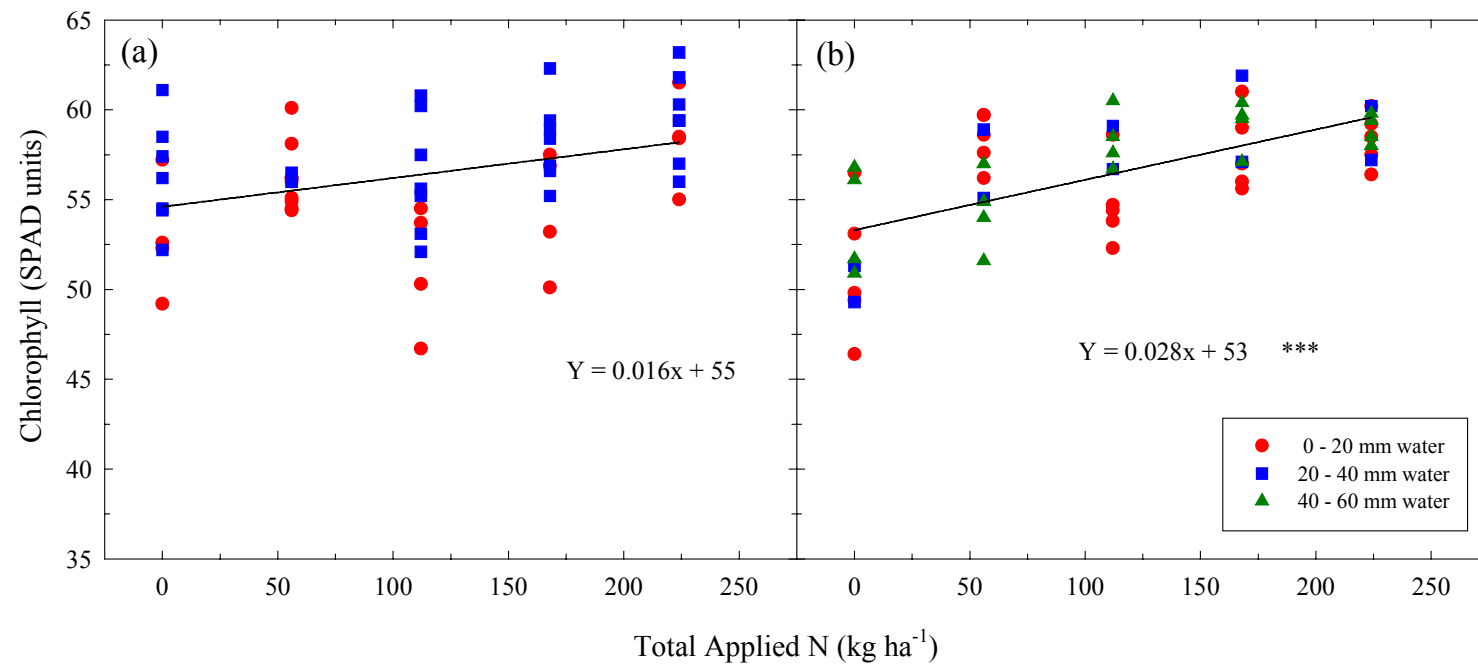 (a)
(b)
65
60
55
50
45
40
35
Chlorophyll (SPAD units)
Y = 0.016x + 55
Y = 0.028x + 53 ***
0 - 20 mm water
20 - 40 mm water
40 - 60 mm water
0 50 100 150 200 250
0 50 100 150 200 250
Total Applied N (kg ha⁻¹)